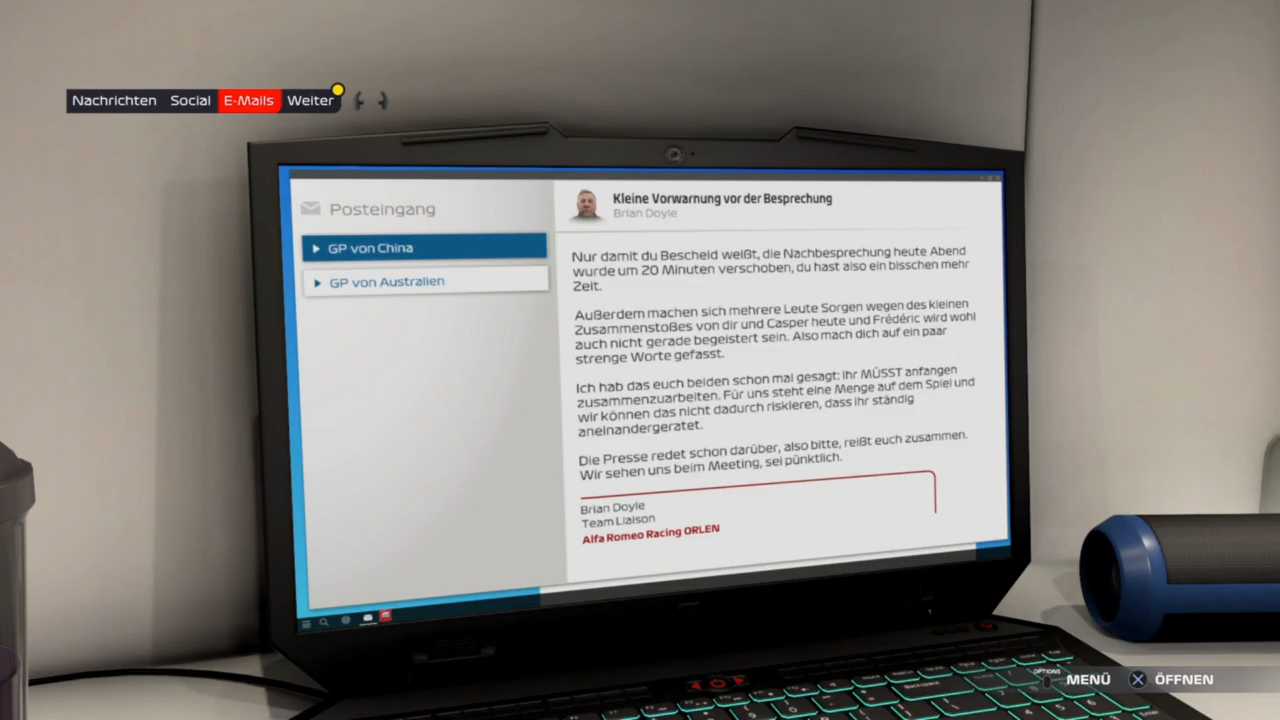 Nachrichten Social E-Mails Weiter
Posteingang
GP von China
GP von Australien
Kleine Vorwarnung vor der Besprechung
Brian Doyle
Nur damit du Bescheid weißt, die Nachbesprechung heute Abend
wurde um 20 Minuten verschoben, du hast also ein bisschen mehr
Zeit.
Außerdem machen sich mehrere Leute Sorgen wegen des kleinen
Zusammenstoßes von dir und Casper heute und Frédéric wird wohl
auch nicht gerade begeistert sein. Also mach dich auf ein paar
strenge Worte gefasst.
Ich hab das euch beiden schon mal gesagt: Ihr MÜSST anfangen
zusammenzuarbeiten. Für uns steht eine Menge auf dem Spiel und
wir können das nicht dadurch riskieren, dass ihr ständig
aneinandergeratet.
Die Presse redet schon darüber, also bitte, reißt euch zusammen.
Wir sehen uns beim Meeting, sei pünktlich.
Brian Doyle
Team Liaison
Alfa Romeo Racing ORLEN
OPTIONS MENÜ ÖFFNEN